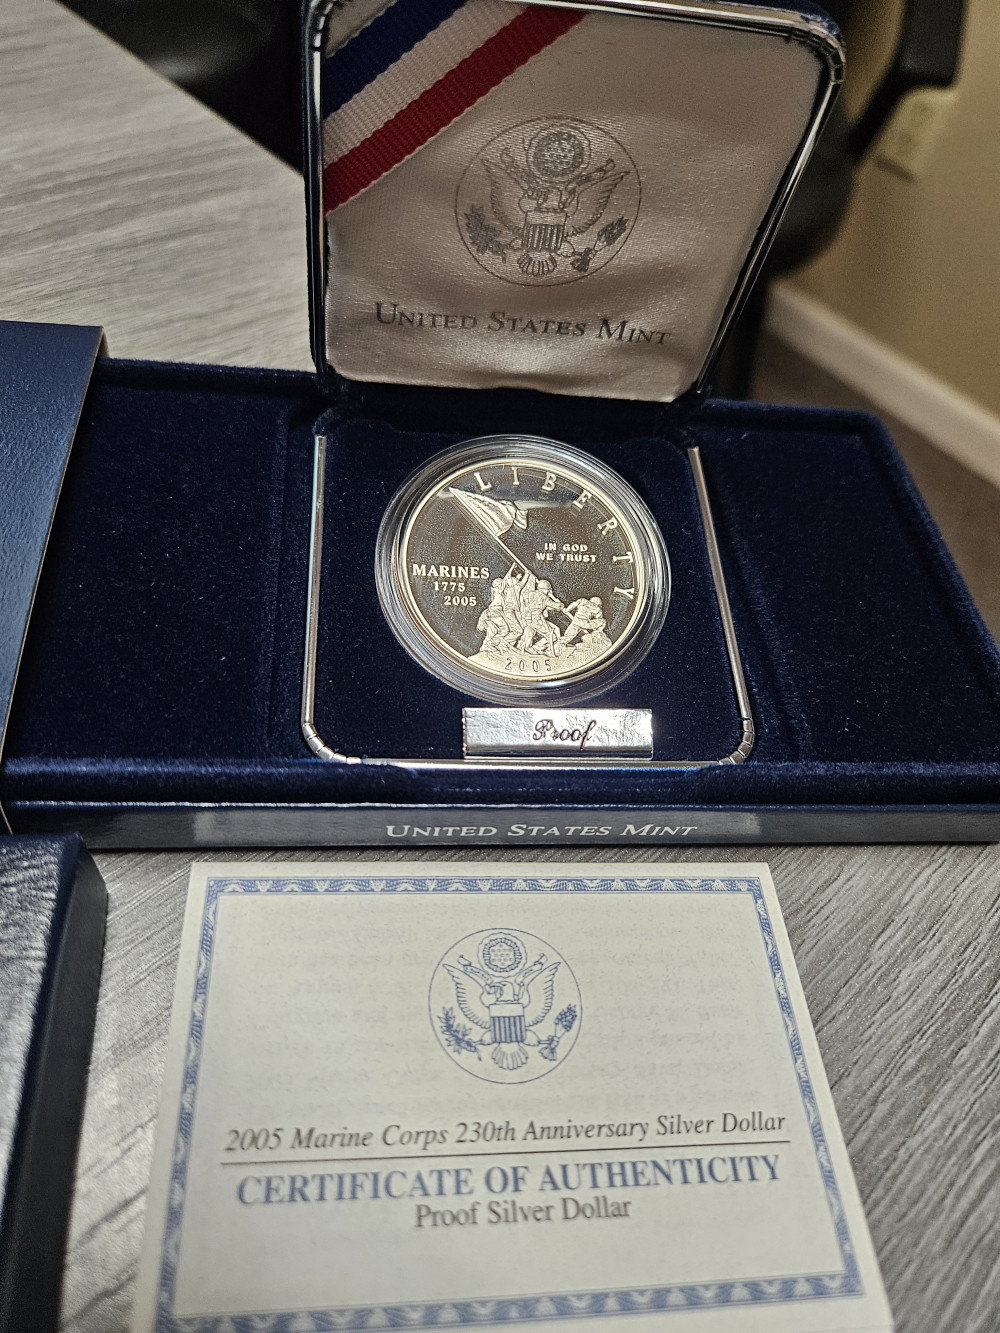 UNITED STATES MINT
LIBERTY
IN GOD
WE TRUST
MARINES
1775
2005
2005
Proof
UNITED STATES MINT
2005 Marine Corps 230th Anniversary Silver Dollar
CERTIFICATE OF AUTHENTICITY
Proof Silver Dollar